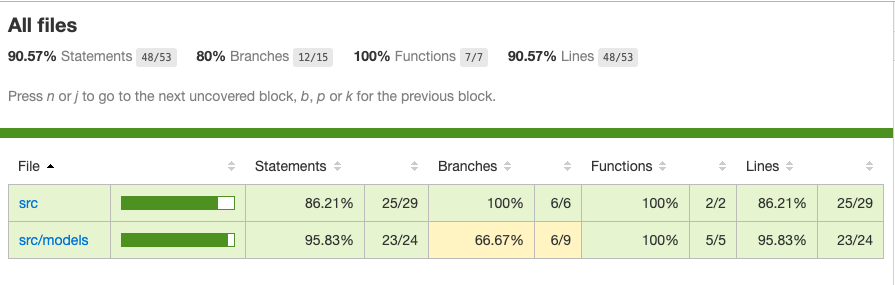 All files
90.57% Statements 48/53 80% Branches 12/15 100% Functions 7/7 90.57% Lines 48/53
Press n or j to go to the next uncovered block, b, p or k for the previous block.
File Statements Branches Functions Lines
src 86.21% 25/29 100% 6/6 100% 2/2 86.21% 25/29
src/models 95.83% 23/24 66.67% 6/9 100% 5/5 95.83% 23/24